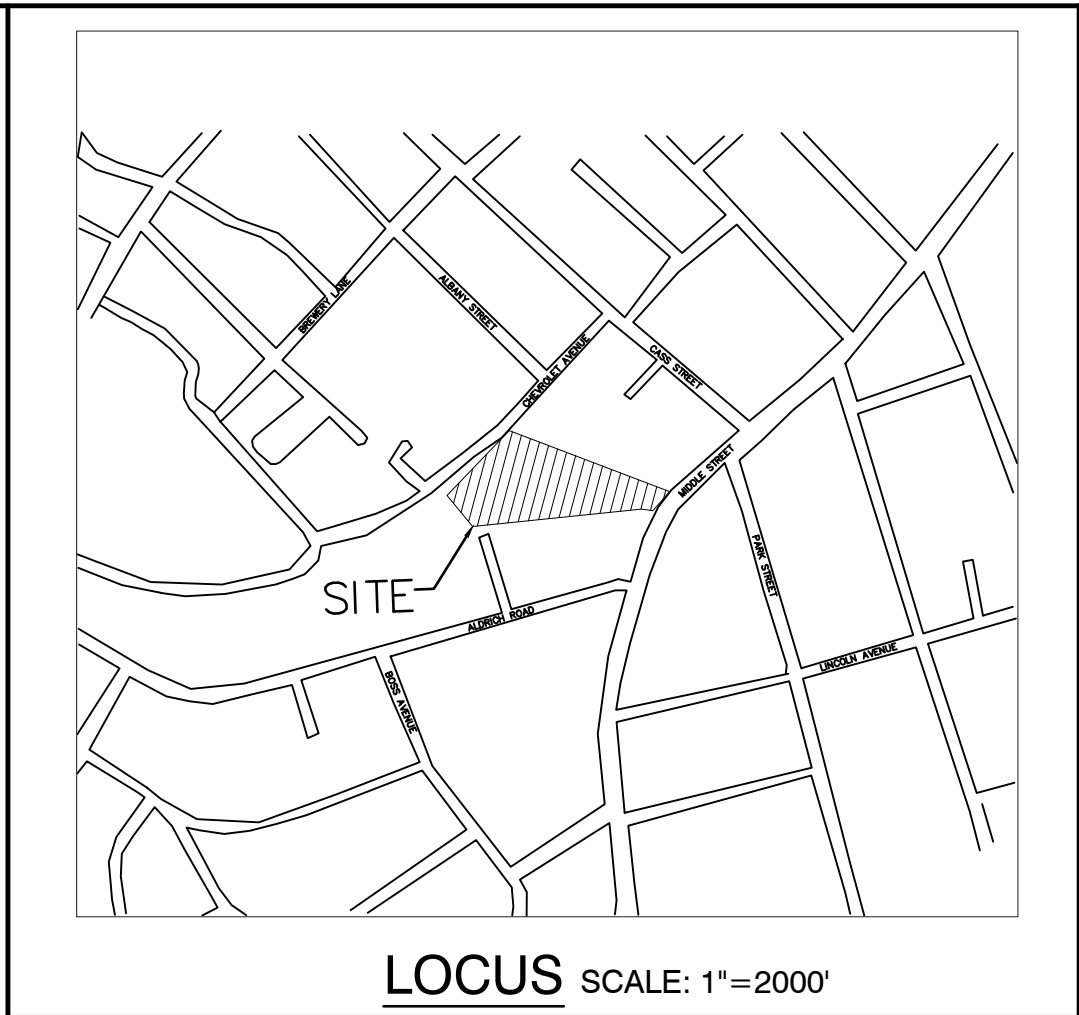 BREWERY LANE
ALBANY STREET
CHEVROLET AVENUE
CASS STREET
MIDDLE STREET
PARK STREET
SITE
ALDRICH ROAD
LINCOLN AVENUE
BOSS AVENUE
LOCUS SCALE: 1"=2000'